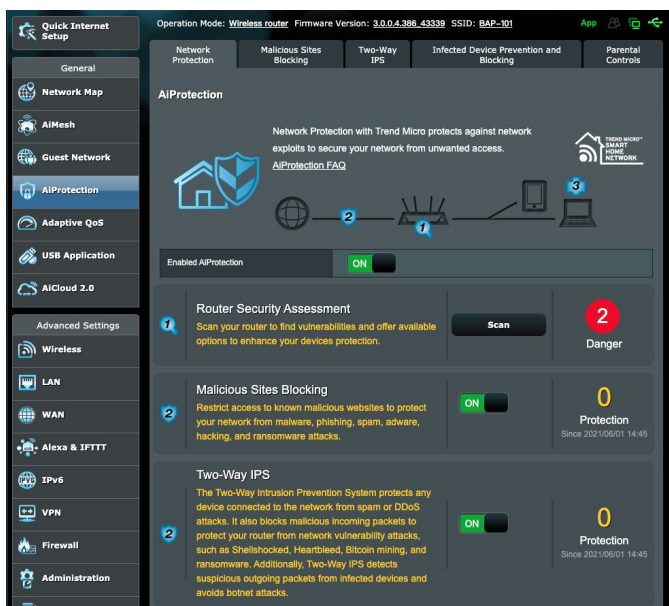 Quick Internet
Setup
Operation Mode: Wireless router Firmware Version: 3.0.0.4.386_43339 SSID: BAP-101
App
General
Network Map
AiMesh
Guest Network
AiProtection
Adaptive QoS
USB Application
AiCloud 2.0
Advanced Settings
Wireless
LAN
WAN
Alexa & IFTTT
IPv6
VPN
Firewall
Administration
Network
Protection
Malicious Sites
Blocking
Two-Way
IPS
Infected Device Prevention and
Blocking
Parental
Controls
AiProtection
Network Protection with Trend Micro protects against network
exploits to secure your network from unwanted access.
AiProtection FAQ
TREND MICRO™
SMART
HOME
NETWORK
3
2
1
Enabled AiProtection
ON
1
Router Security Assessment
Scan your router to find vulnerabilities and offer available
options to enhance your devices protection.
Scan
2
Danger
2
Malicious Sites Blocking
Restrict access to known malicious websites to protect
your network from malware, phishing, spam, adware,
hacking, and ransomware attacks.
ON
0
Protection
Since 2021/06/01 14:45
2
Two-Way IPS
The Two-Way Intrusion Prevention System protects any
device connected to the network from spam or DDoS
attacks. It also blocks malicious incoming packets to
protect your router from network vulnerability attacks,
such as Shellshocked, Heartbleed, Bitcoin mining, and
ransomware. Additionally, Two-Way IPS detects
suspicious outgoing packets from infected devices and
avoids botnet attacks.
ON
0
Protection
Since 2021/06/01 14:45